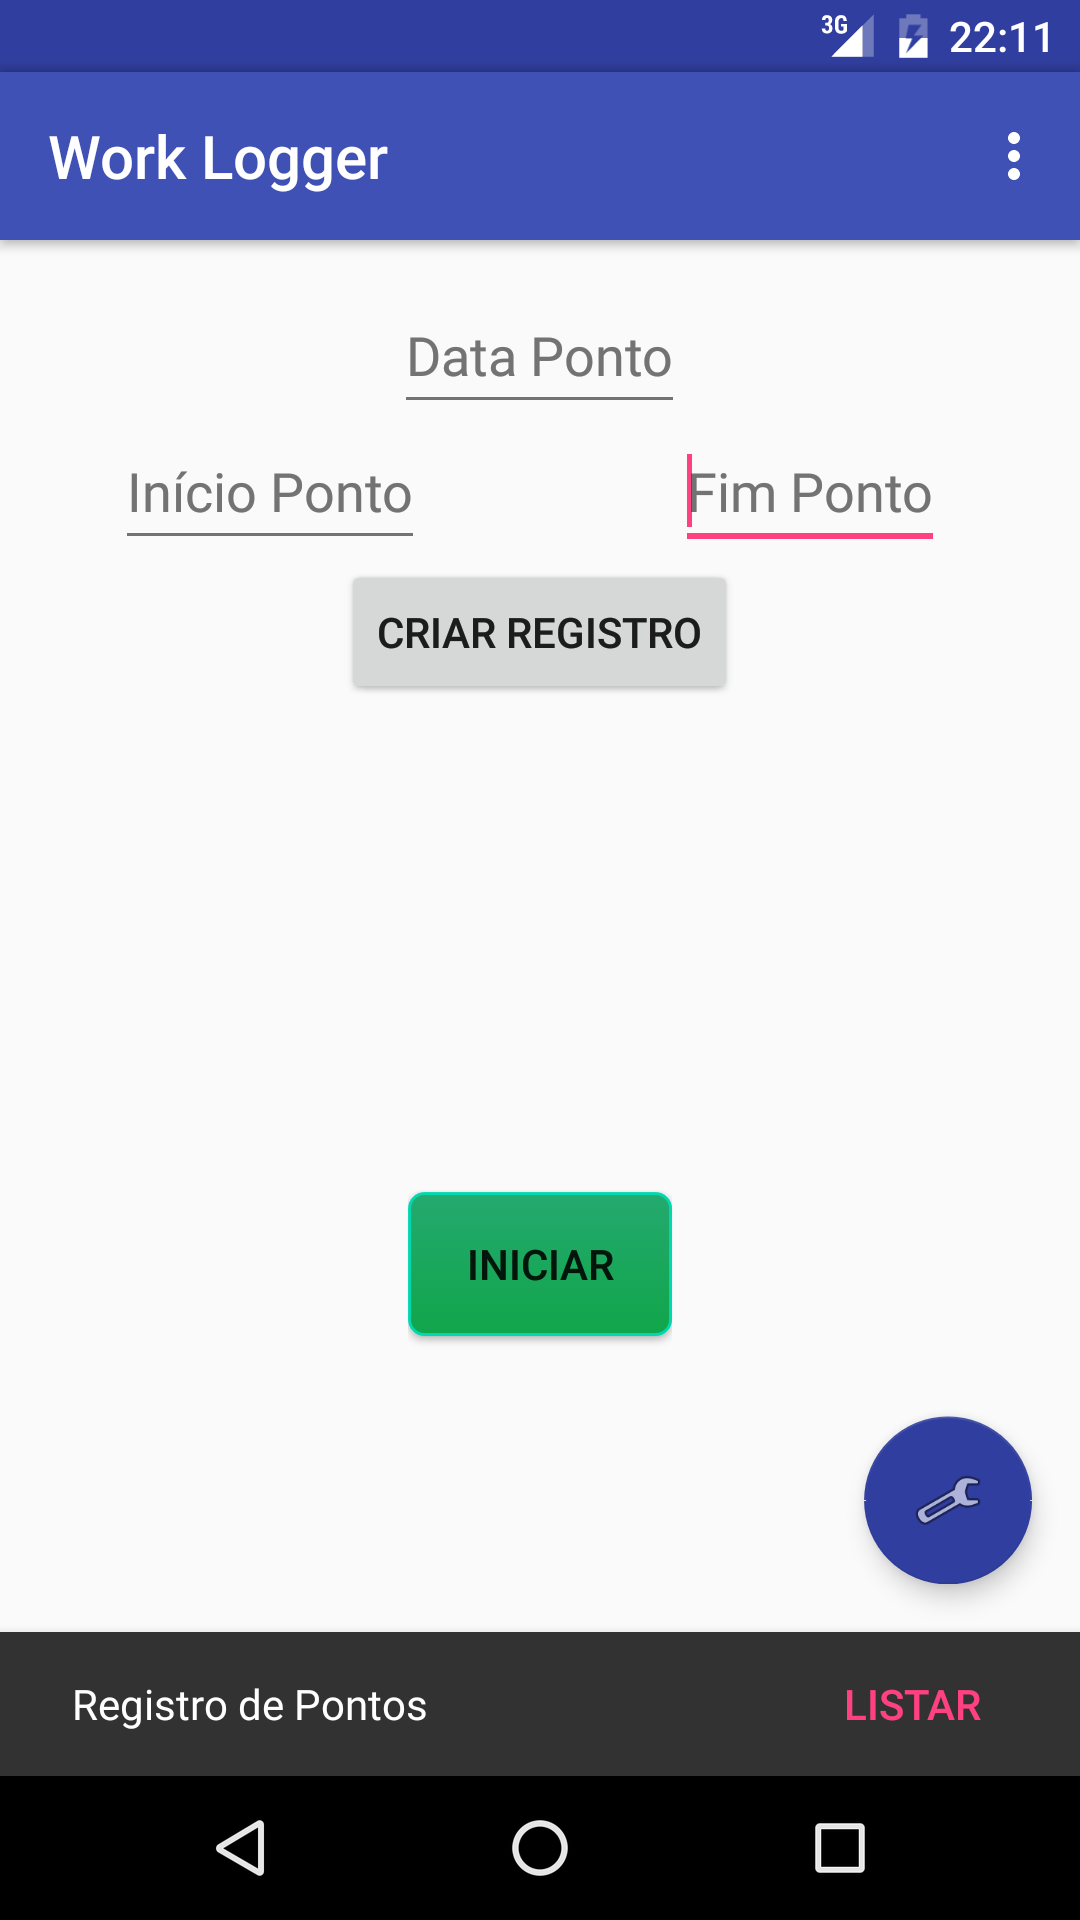 3G 22:11
Work Logger
Data Ponto
Início Ponto Fim Ponto
CRIAR REGISTRO
INICIAR
Registro de Pontos LISTAR